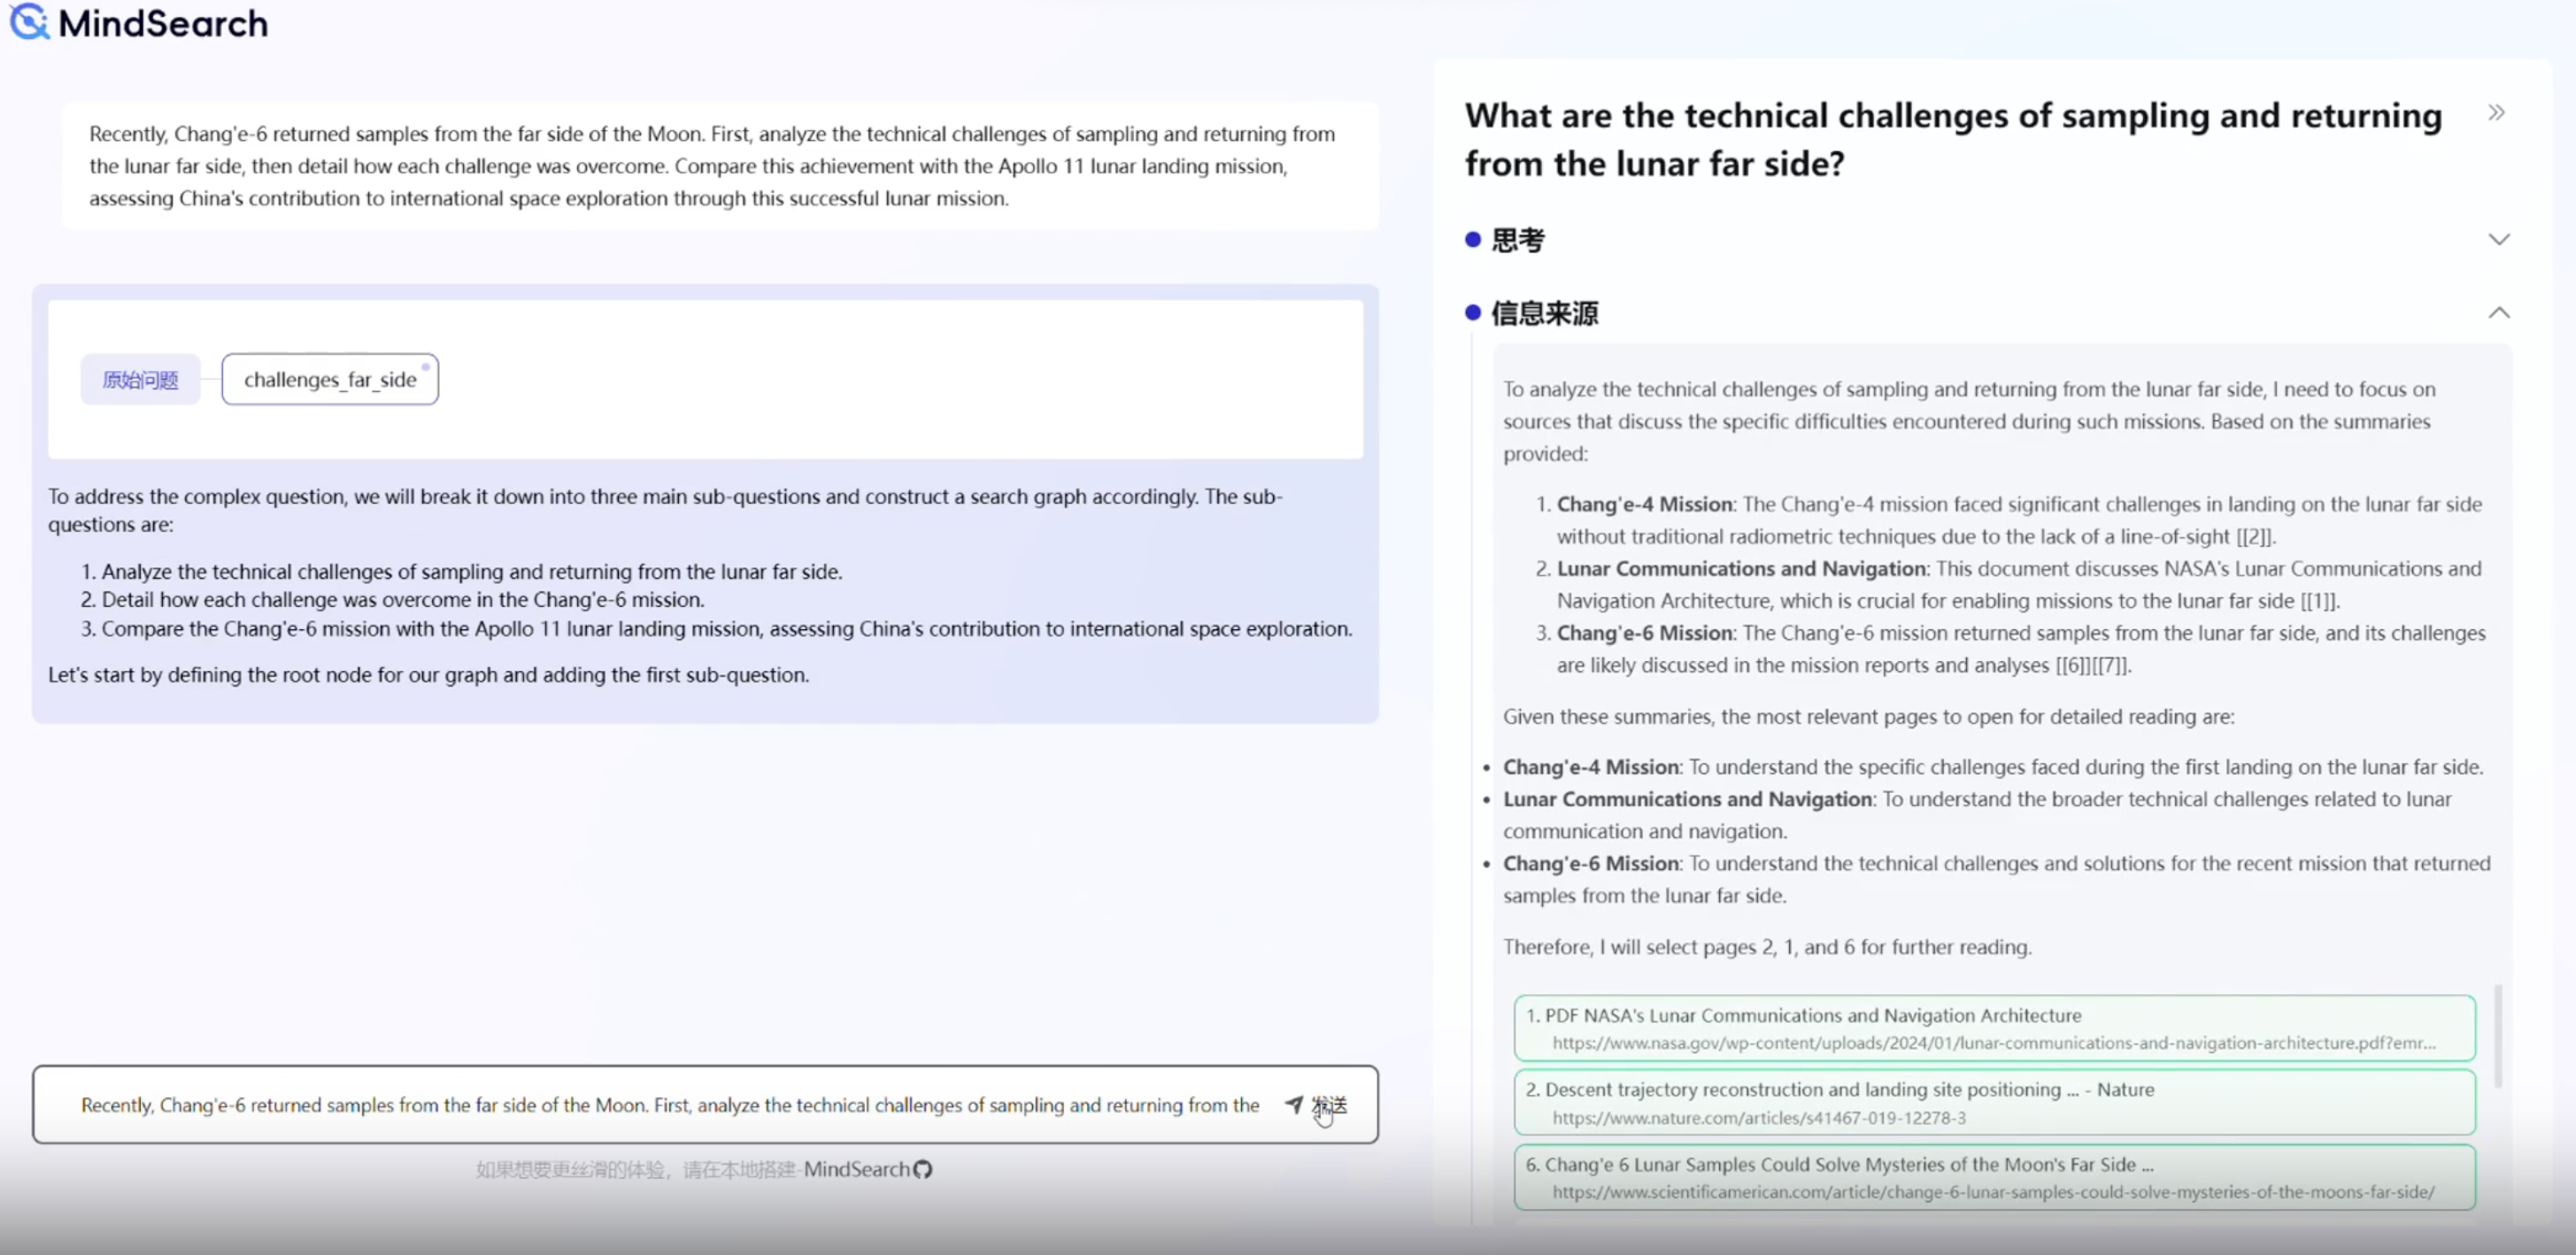 MindSearch
Recently, Chang'e-6 returned samples from the far side of the Moon. First, analyze the technical challenges of sampling and returning from
the lunar far side, then detail how each challenge was overcome. Compare this achievement with the Apollo 11 lunar landing mission,
assessing China's contribution to international space exploration through this successful lunar mission.
原始问题
challenges_far_side
To address the complex question, we will break it down into three main sub-questions and construct a search graph accordingly. The sub-
questions are:
1. Analyze the technical challenges of sampling and returning from the lunar far side.
2. Detail how each challenge was overcome in the Chang'e-6 mission.
3. Compare the Chang'e-6 mission with the Apollo 11 lunar landing mission, assessing China's contribution to international space exploration.
Let's start by defining the root node for our graph and adding the first sub-question.
Recently, Chang'e-6 returned samples from the far side of the Moon. First, analyze the technical challenges of sampling and returning from the
发送
如果想要更丝滑的体验，请在本地搭建-MindSearch
What are the technical challenges of sampling and returning
from the lunar far side?
思考
信息来源
To analyze the technical challenges of sampling and returning from the lunar far side, I need to focus on
sources that discuss the specific difficulties encountered during such missions. Based on the summaries
provided:
1. Chang'e-4 Mission: The Chang'e-4 mission faced significant challenges in landing on the lunar far side
without traditional radiometric techniques due to the lack of a line-of-sight [[2]].
2. Lunar Communications and Navigation: This document discusses NASA's Lunar Communications and
Navigation Architecture, which is crucial for enabling missions to the lunar far side [[1]].
3. Chang'e-6 Mission: The Chang'e-6 mission returned samples from the lunar far side, and its challenges
are likely discussed in the mission reports and analyses [[6]][[7]].
Given these summaries, the most relevant pages to open for detailed reading are:
• Chang'e-4 Mission: To understand the specific challenges faced during the first landing on the lunar far side.
• Lunar Communications and Navigation: To understand the broader technical challenges related to lunar
communication and navigation.
• Chang'e-6 Mission: To understand the technical challenges and solutions for the recent mission that returned
samples from the lunar far side.
Therefore, I will select pages 2, 1, and 6 for further reading.
1. PDF NASA's Lunar Communications and Navigation Architecture
https://www.nasa.gov/wp-content/uploads/2024/01/lunar-communications-and-navigation-architecture.pdf?emr...
2. Descent trajectory reconstruction and landing site positioning ... - Nature
https://www.nature.com/articles/s41467-019-12278-3
6. Chang'e 6 Lunar Samples Could Solve Mysteries of the Moon's Far Side ...
https://www.scientificamerican.com/article/change-6-lunar-samples-could-solve-mysteries-of-the-moons-far-side/